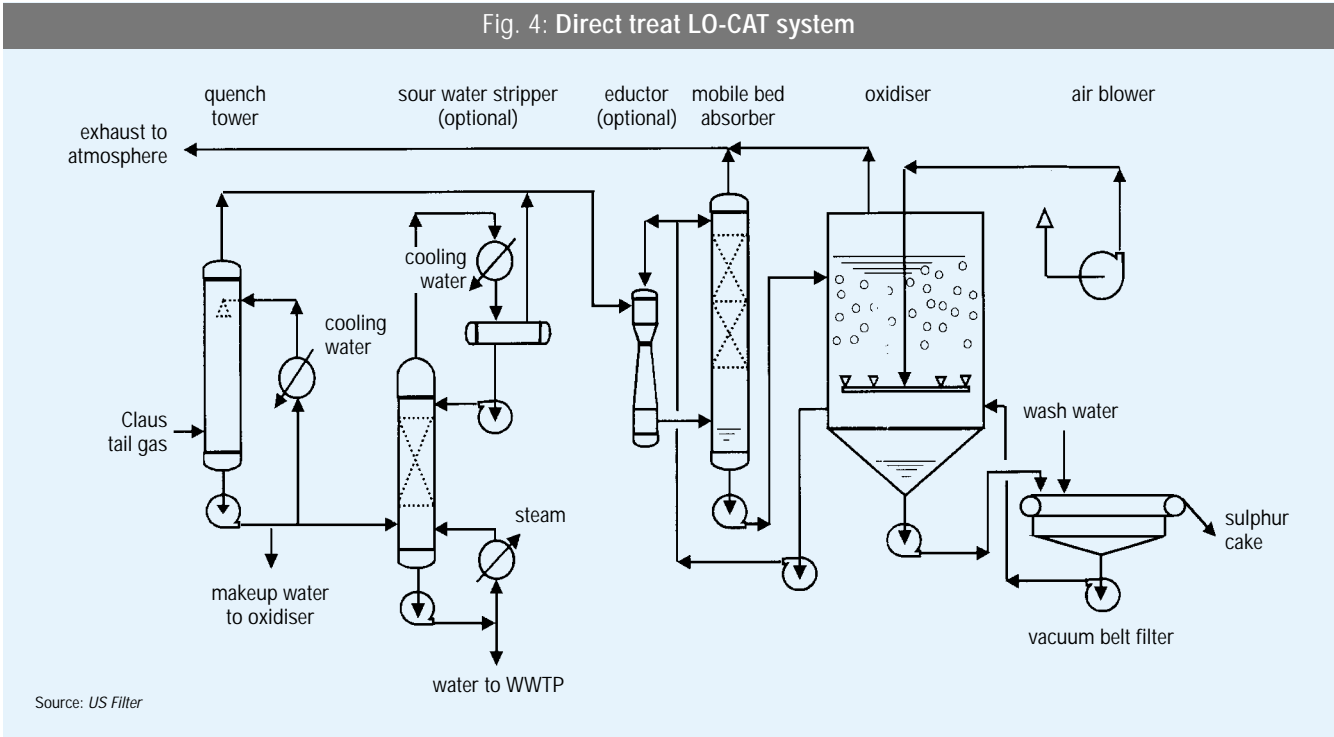 Fig. 4: Direct treat LO-CAT system
quench
tower
sour water stripper
(optional)
eductor
(optional)
mobile bed
absorber
oxidiser
air blower
exhaust to
atmosphere
cooling
water
cooling
water
Claus
tail gas
wash water
steam
sulphur
cake
makeup water
to oxidiser
vacuum belt filter
water to WWTP
Source: US Filter